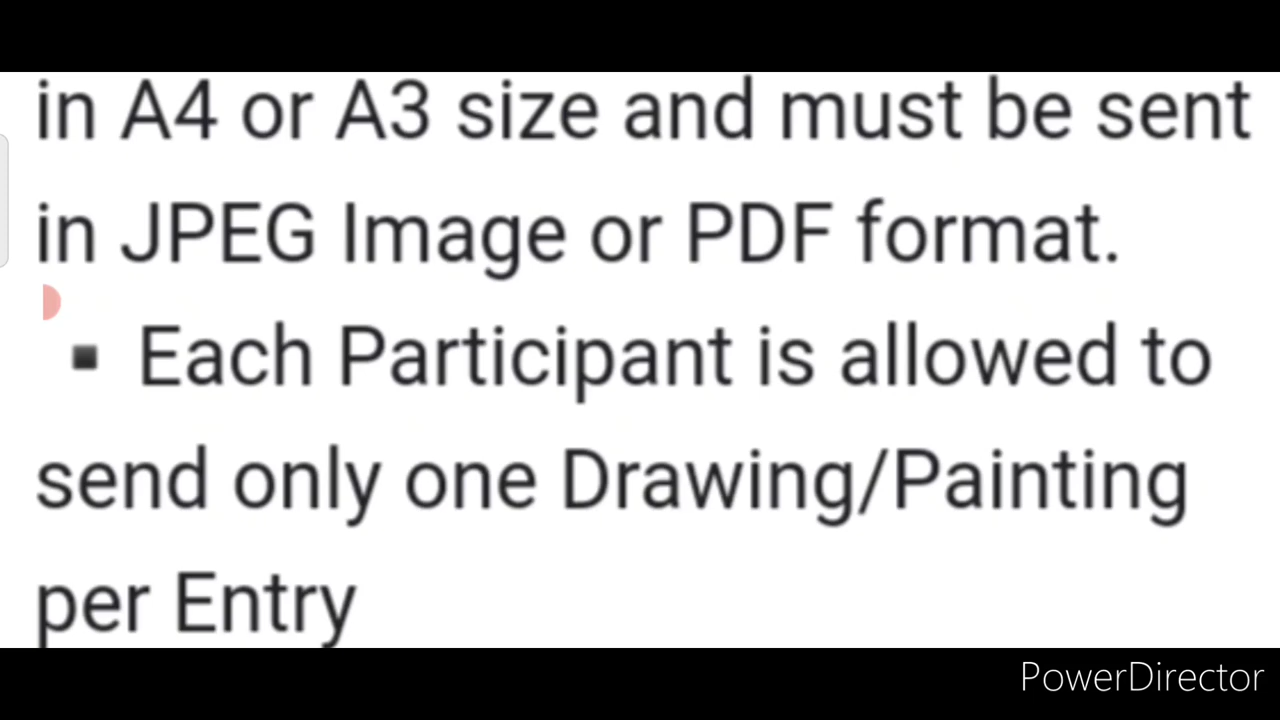 in A4 or A3 size and must be sent
in JPEG Image or PDF format.
▪ Each Participant is allowed to
send only one Drawing/Painting
per Entry
PowerDirector